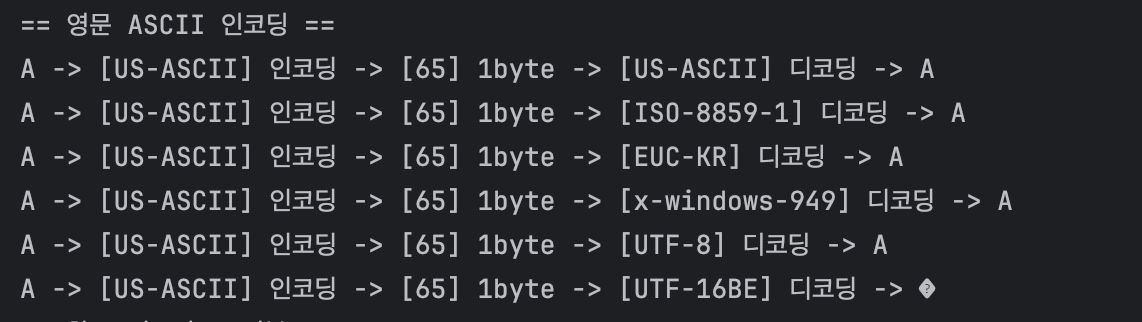 == 영문 ASCII 인코딩 ==
A -> [US-ASCII] 인코딩 -> [65] 1byte -> [US-ASCII] 디코딩 -> A
A -> [US-ASCII] 인코딩 -> [65] 1byte -> [ISO-8859-1] 디코딩 -> A
A -> [US-ASCII] 인코딩 -> [65] 1byte -> [EUC-KR] 디코딩 -> A
A -> [US-ASCII] 인코딩 -> [65] 1byte -> [x-windows-949] 디코딩 -> A
A -> [US-ASCII] 인코딩 -> [65] 1byte -> [UTF-8] 디코딩 -> A
A -> [US-ASCII] 인코딩 -> [65] 1byte -> [UTF-16BE] 디코딩 -> �